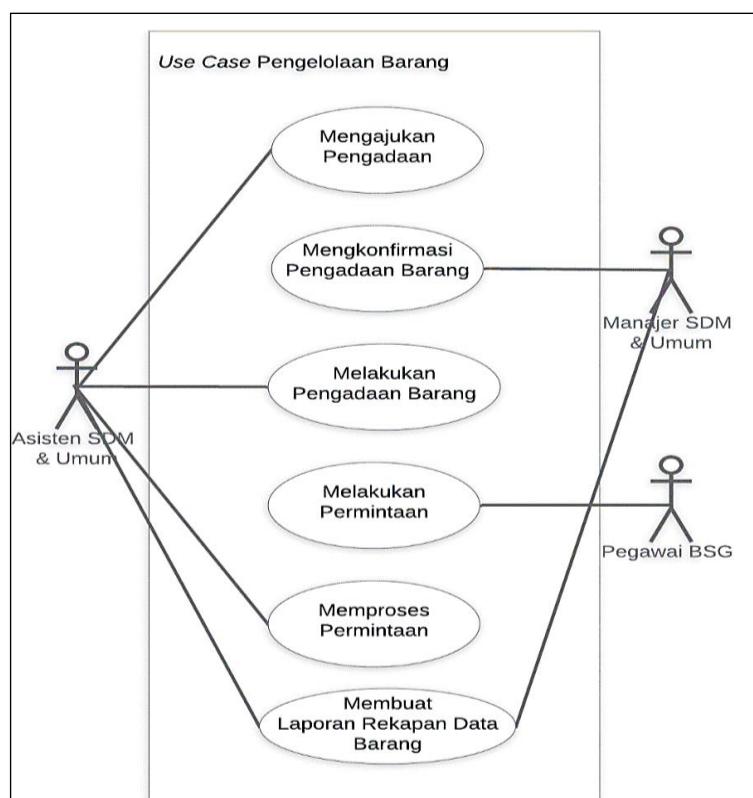 Use Case Pengelolaan Barang
Mengajukan
Pengadaan
Mengkonfirmasi
Pengadaan Barang
Manajer SDM
& Umum
Melakukan
Pengadaan Barang
Asisten SDM
& Umum
Melakukan
Permintaan
Pegawai BSG
Memproses
Permintaan
Membuat
Laporan Rekapan Data
Barang